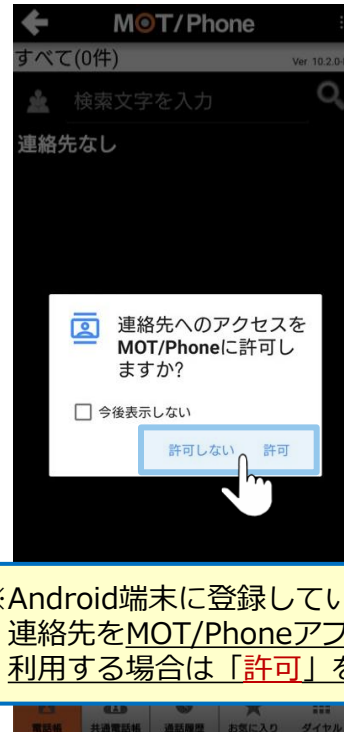 MOT/Phone
すべて(0件)
Ver 10.2.0
検索文字を入力
連絡先なし
連絡先へのアクセスを
MOT/Phoneに許可し
ますか?
今後表示しない
許可しない 許可
※Android端末に登録してい
連絡先をMOT/Phoneアプ
利用する場合は「許可」を
電話帳 共通電話帳 通話履歴 お気に入り ダイヤル